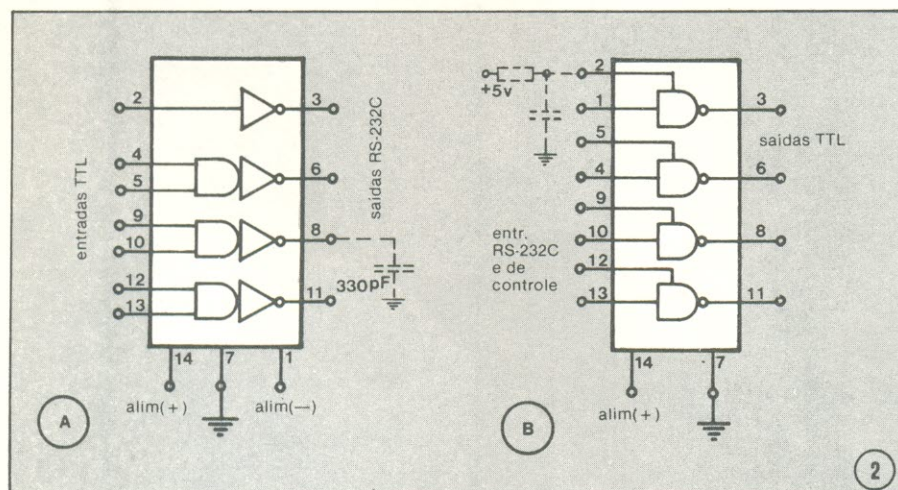 entradas TTL
2
3
4
5
6
9
10
8
12
13
11
saidas RS-232C
330pF
14
7
1
alim(+)
alim(—)
A
+5v
2
1
3
5
4
6
9
10
8
12
13
11
saidas TTL
entr.
RS-232C
e de
controle
14
7
alim(+)
B
2